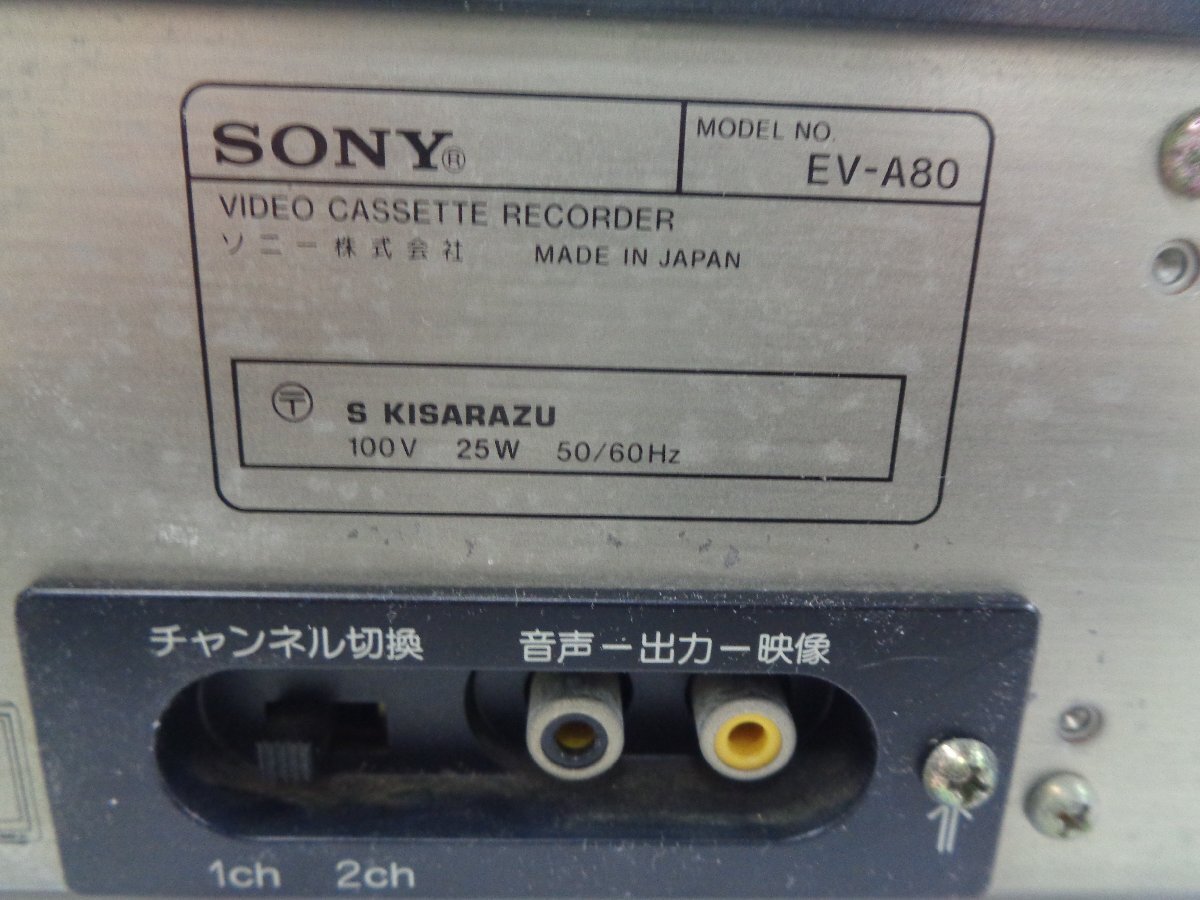 SONY®
MODEL NO.
EV-A80
VIDEO CASSETTE RECORDER
ソニー株式会社 MADE IN JAPAN
〒 S KISARAZU
100V 25W 50/60Hz
チャンネル切換
音声ー出力ー映像
1ch 2ch